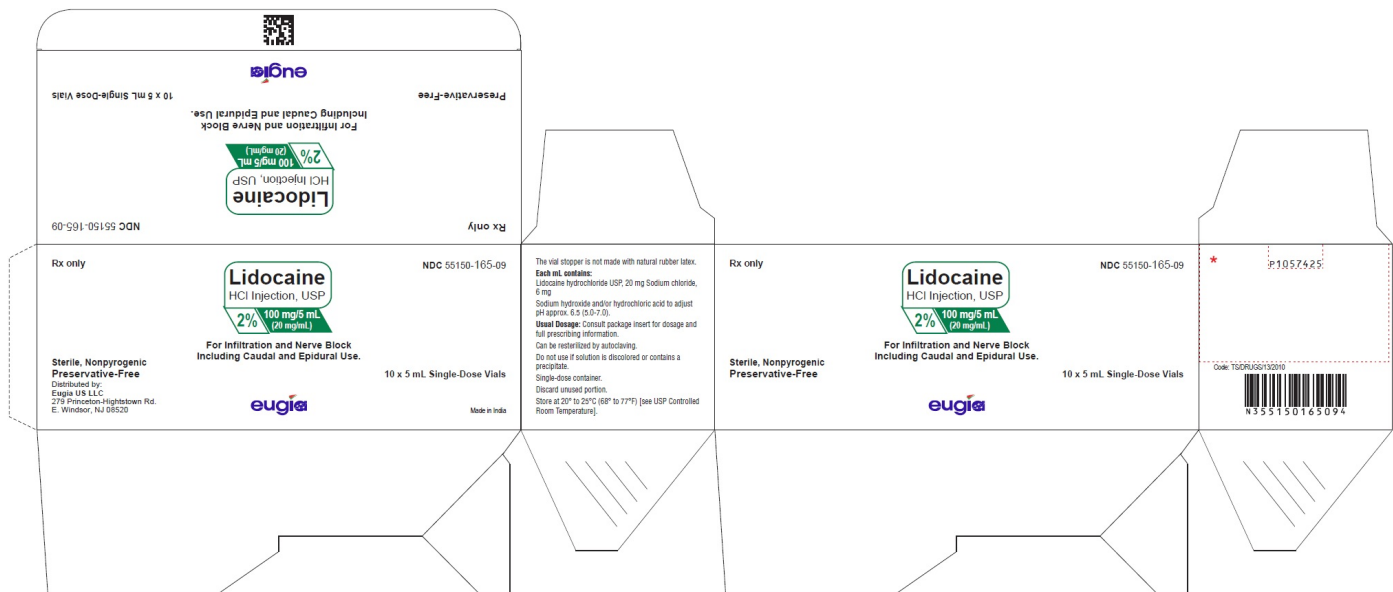 eugia
10 x 5 mL Single-Dose Vials
Preservative-Free
For Infiltration and Nerve Block
Including Caudal and Epidural Use.
2%
100 mg/5 mL
(20 mg/mL)
Lidocaine
HCl Injection, USP
NDC 55150-165-09
Rx only
Rx only
NDC 55150-165-09
Lidocaine
HCl Injection, USP
2%
100 mg/5 mL
(20 mg/mL)
For Infiltration and Nerve Block
Including Caudal and Epidural Use.
Sterile, Nonpyrogenic
Preservative-Free
Distributed by:
Eugia US LLC
279 Princeton-Hightstown Rd.
E. Windsor, NJ 08520
10 x 5 mL Single-Dose Vials
eugia
Made in India
The vial stopper is not made with natural rubber latex.
Each mL contains:
Lidocaine hydrochloride USP, 20 mg Sodium chloride,
6 mg
Sodium hydroxide and/or hydrochloric acid to adjust
pH approx. 6.5 (5.0-7.0).
Usual Dosage: Consult package insert for dosage and
full prescribing information.
Can be resterilized by autoclaving.
Do not use if solution is discolored or contains a
precipitate.
Single-dose container.
Discard unused portion.
Store at 20° to 25°C (68° to 77°F) [see USP Controlled
Room Temperature].
Rx only
NDC 55150-165-09
Lidocaine
HCl Injection, USP
2%
100 mg/5 mL
(20 mg/mL)
For Infiltration and Nerve Block
Including Caudal and Epidural Use.
Sterile, Nonpyrogenic
Preservative-Free
10 x 5 mL Single-Dose Vials
eugia
*
P1057425
Code: TS/DRUGS/13/2010
N 355150165094